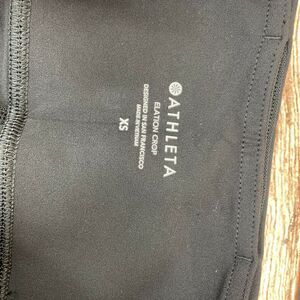 ATHLETA
ELATION CROP
DESIGNED IN SAN FRANCISCO
MADE IN VIETNAM
XS